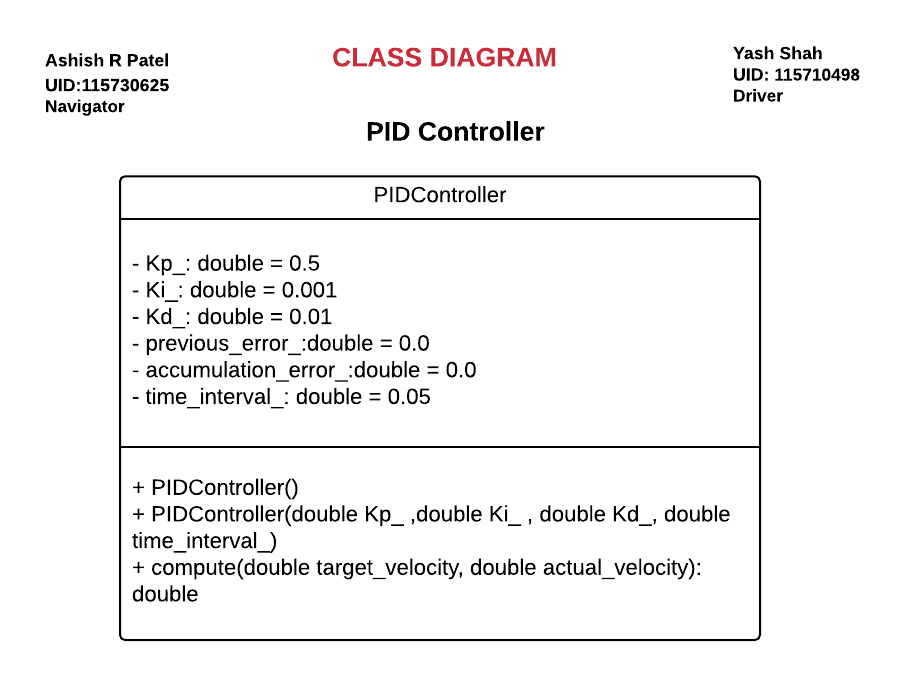 Ashish R Patel
UID:115730625
Navigator
CLASS DIAGRAM
Yash Shah
UID: 115710498
Driver
PID Controller
PIDController
- Kp_: double = 0.5
- Ki_: double = 0.001
- Kd_: double = 0.01
- previous_error_:double = 0.0
- accumulation_error_:double = 0.0
- time_interval_: double = 0.05
+ PIDController()
+ PIDController(double Kp_ ,double Ki_ , double Kd_, double
time_interval_)
+ compute(double target_velocity, double actual_velocity):
double